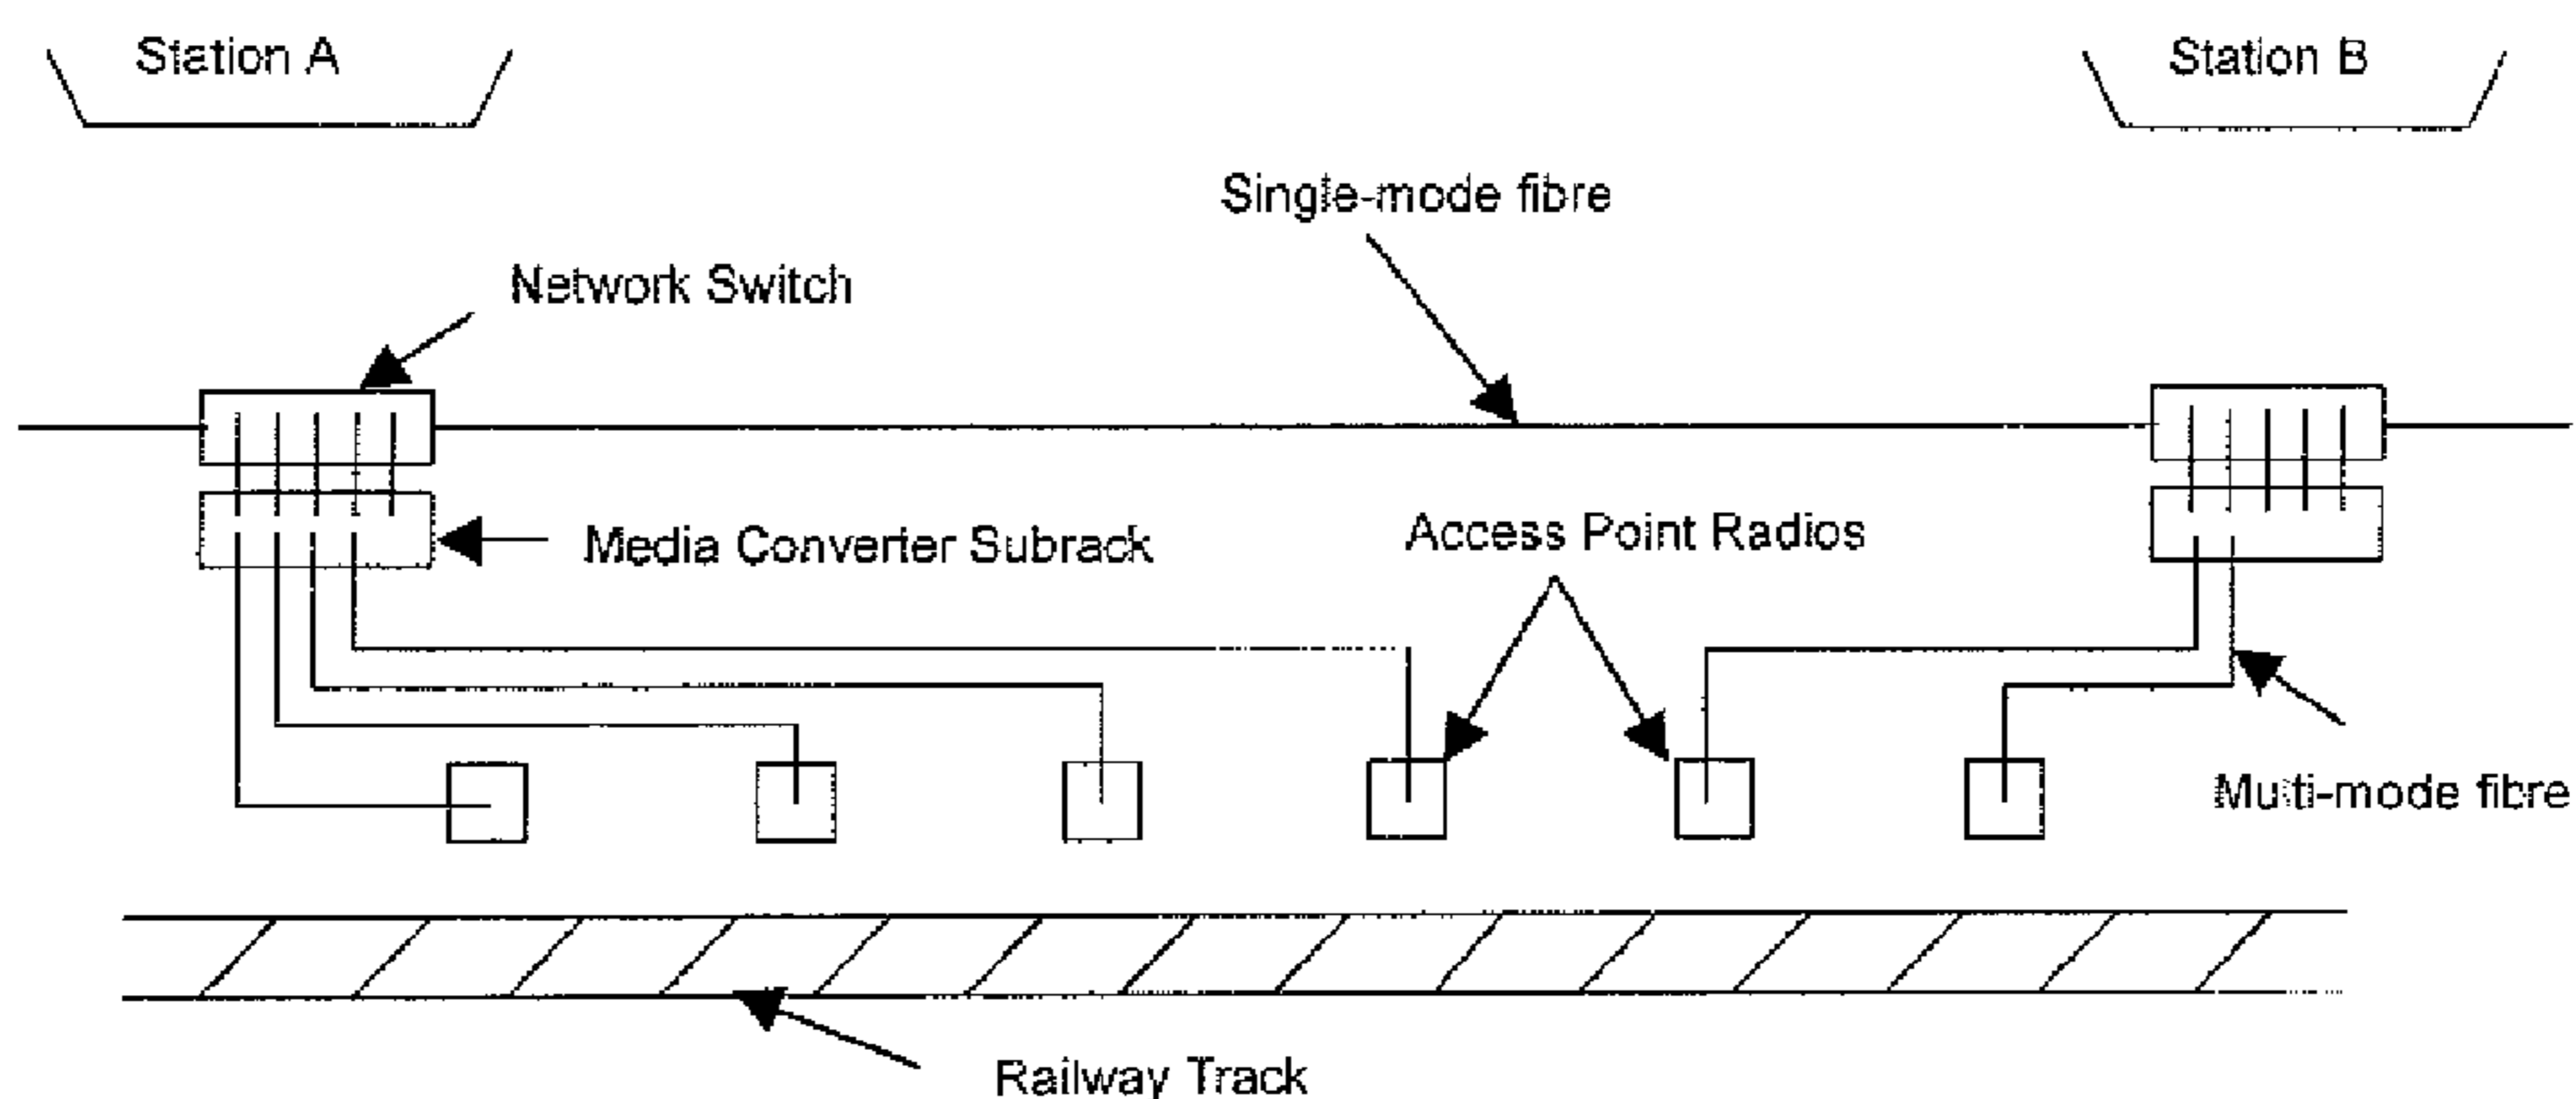 Station A
Station B
Single-mode fibre
Network Switch
Media Converter Subrack
Access Point Radios
Multi-mode fibre
Railway Track